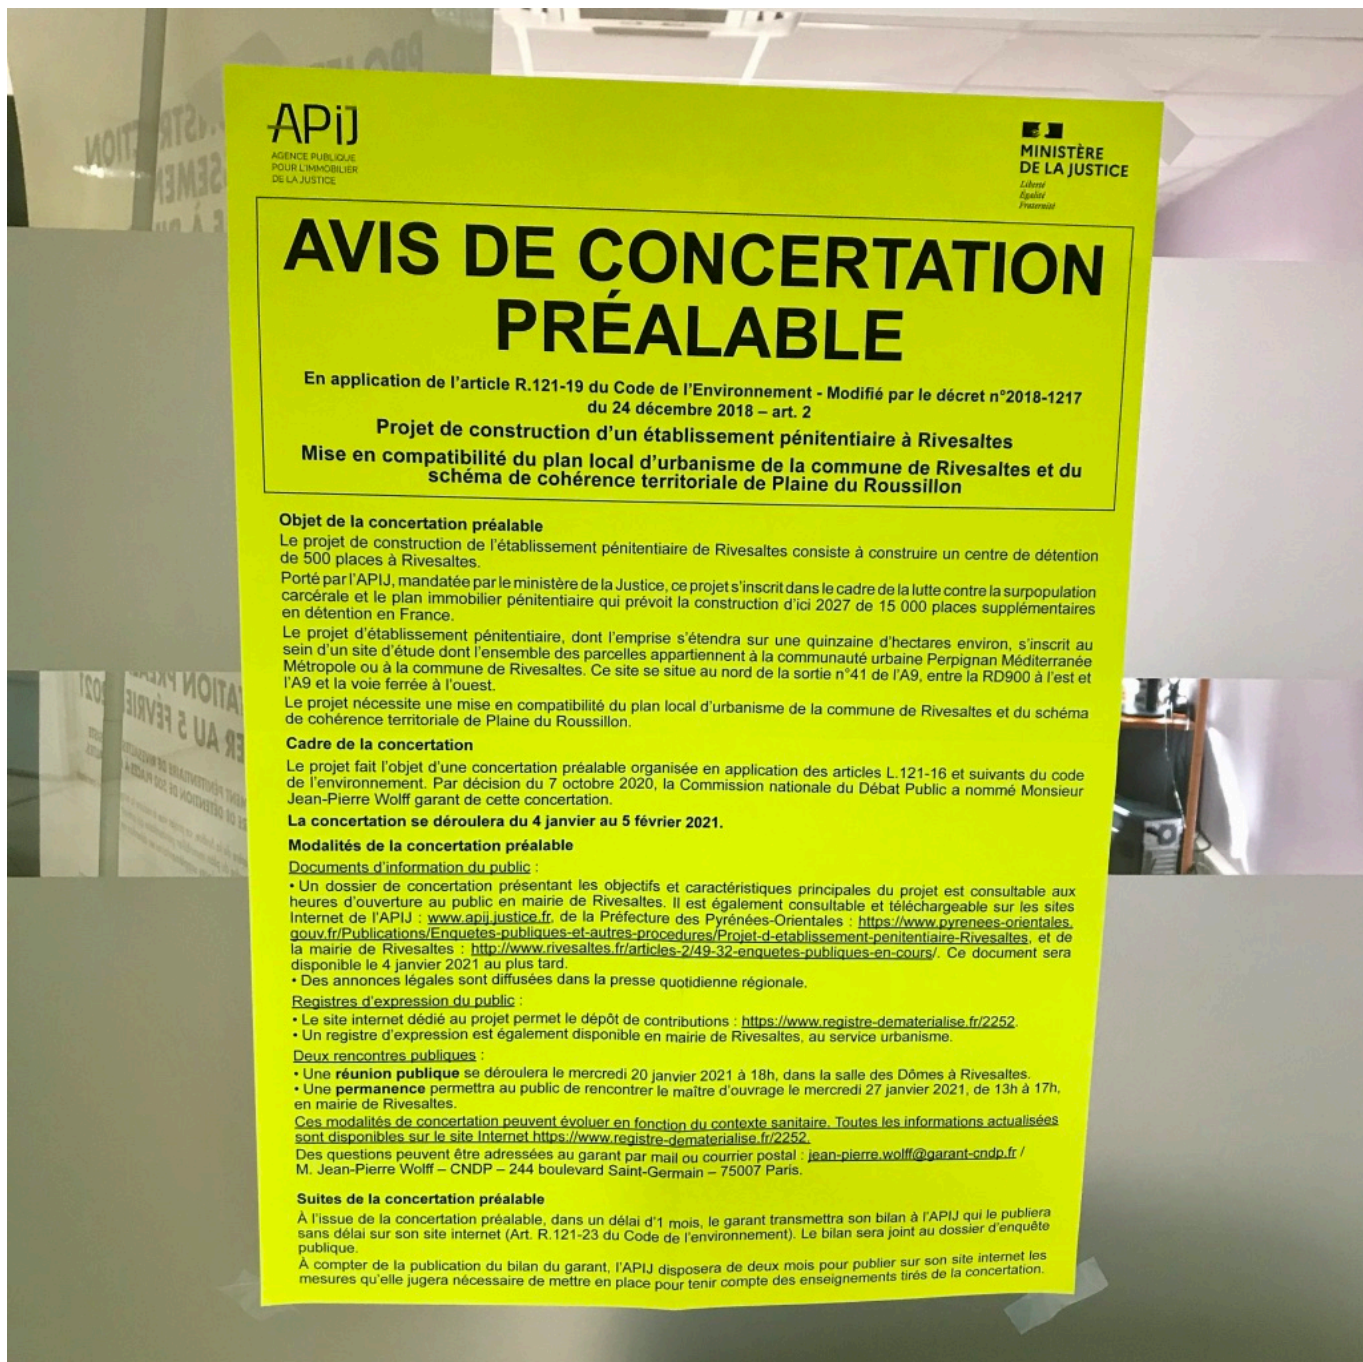 APiJ
AGENCE PUBLIQUE
POUR L'IMMOBILIER
DE LA JUSTICE
MINISTÈRE
DE LA JUSTICE
Liberté
Égalité
Fraternité
AVIS DE CONCERTATION
PRÉALABLE
En application de l'article R.121-19 du Code de l'Environnement - Modifié par le décret n°2018-1217
du 24 décembre 2018 – art. 2
Projet de construction d'un établissement pénitentiaire à Rivesaltes
Mise en compatibilité du plan local d'urbanisme de la commune de Rivesaltes et du
schéma de cohérence territoriale de Plaine du Roussillon
Objet de la concertation préalable
Le projet de construction de l'établissement pénitentiaire de Rivesaltes consiste à construire un centre de détention
de 500 places à Rivesaltes.
Porté par l'APIJ, mandatée par le ministère de la Justice, ce projet s'inscrit dans le cadre de la lutte contre la surpopulation
carcérale et le plan immobilier pénitentiaire qui prévoit la construction d'ici 2027 de 15 000 places supplémentaires
en détention en France.
Le projet d'établissement pénitentiaire, dont l'emprise s'étendra sur une quinzaine d'hectares environ, s'inscrit au
sein d'un site d'étude dont l'ensemble des parcelles appartiennent à la communauté urbaine Perpignan Méditerranée
Métropole ou à la commune de Rivesaltes. Ce site se situe au nord de la sortie n°41 de l'A9, entre la RD900 à l'est et
l'A9 et la voie ferrée à l'ouest.
Le projet nécessite une mise en compatibilité du plan local d'urbanisme de la commune de Rivesaltes et du schéma
de cohérence territoriale de Plaine du Roussillon.
Cadre de la concertation
Le projet fait l'objet d'une concertation préalable organisée en application des articles L.121-16 et suivants du code
de l'environnement. Par décision du 7 octobre 2020, la Commission nationale du Débat Public a nommé Monsieur
Jean-Pierre Wolff garant de cette concertation.
La concertation se déroulera du 4 janvier au 5 février 2021.
Modalités de la concertation préalable
Documents d'information du public :
• Un dossier de concertation présentant les objectifs et caractéristiques principales du projet est consultable aux
heures d'ouverture au public en mairie de Rivesaltes. Il est également consultable et téléchargeable sur les sites
Internet de l'APIJ : www.apij.justice.fr, de la Préfecture des Pyrénées-Orientales : https://www.pyrenees-orientales.
gouv.fr/Publications/Enquetes-publiques-et-autres-procedures/Projet-d-etablissement-penitentiaire-Rivesaltes, et de
la mairie de Rivesaltes : http://www.rivesaltes.fr/articles-2/49-32-enquetes-publiques-en-cours/. Ce document sera
disponible le 4 janvier 2021 au plus tard.
• Des annonces légales sont diffusées dans la presse quotidienne régionale.
Registres d'expression du public :
• Le site internet dédié au projet permet le dépôt de contributions : https://www.registre-dematerialise.fr/2252.
• Un registre d'expression est également disponible en mairie de Rivesaltes, au service urbanisme.
Deux rencontres publiques :
• Une réunion publique se déroulera le mercredi 20 janvier 2021 à 18h, dans la salle des Dômes à Rivesaltes.
• Une permanence permettra au public de rencontrer le maître d'ouvrage le mercredi 27 janvier 2021, de 13h à 17h,
en mairie de Rivesaltes.
Ces modalités de concertation peuvent évoluer en fonction du contexte sanitaire. Toutes les informations actualisées
sont disponibles sur le site Internet https://www.registre-dematerialise.fr/2252.
Des questions peuvent être adressées au garant par mail ou courrier postal : jean-pierre.wolff@garant-cndp.fr /
M. Jean-Pierre Wolff – CNDP – 244 boulevard Saint-Germain – 75007 Paris.
Suites de la concertation préalable
À l'issue de la concertation préalable, dans un délai d'1 mois, le garant transmettra son bilan à l'APIJ qui le publiera
sans délai sur son site internet (Art. R.121-23 du Code de l'environnement). Le bilan sera joint au dossier d'enquête
publique.
À compter de la publication du bilan du garant, l'APIJ disposera de deux mois pour publier sur son site internet les
mesures qu'elle jugera nécessaire de mettre en place pour tenir compte des enseignements tirés de la concertation.